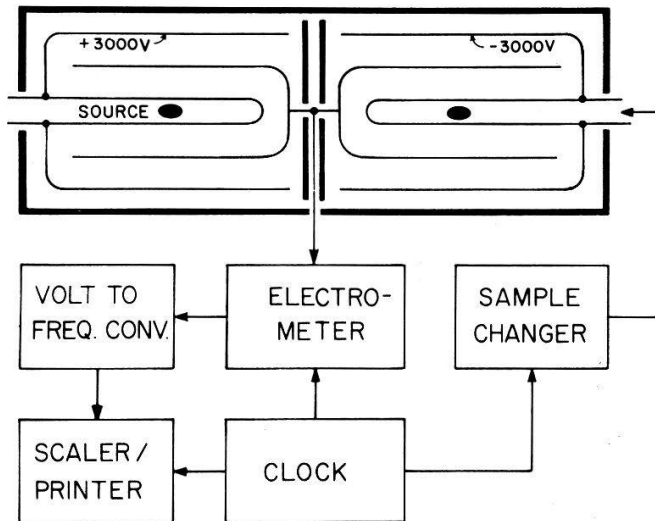 +3000V
-3000V
SOURCE
VOLT TO
FREQ. CONV.
ELECTRO-
METER
SAMPLE
CHANGER
SCALER/
PRINTER
CLOCK